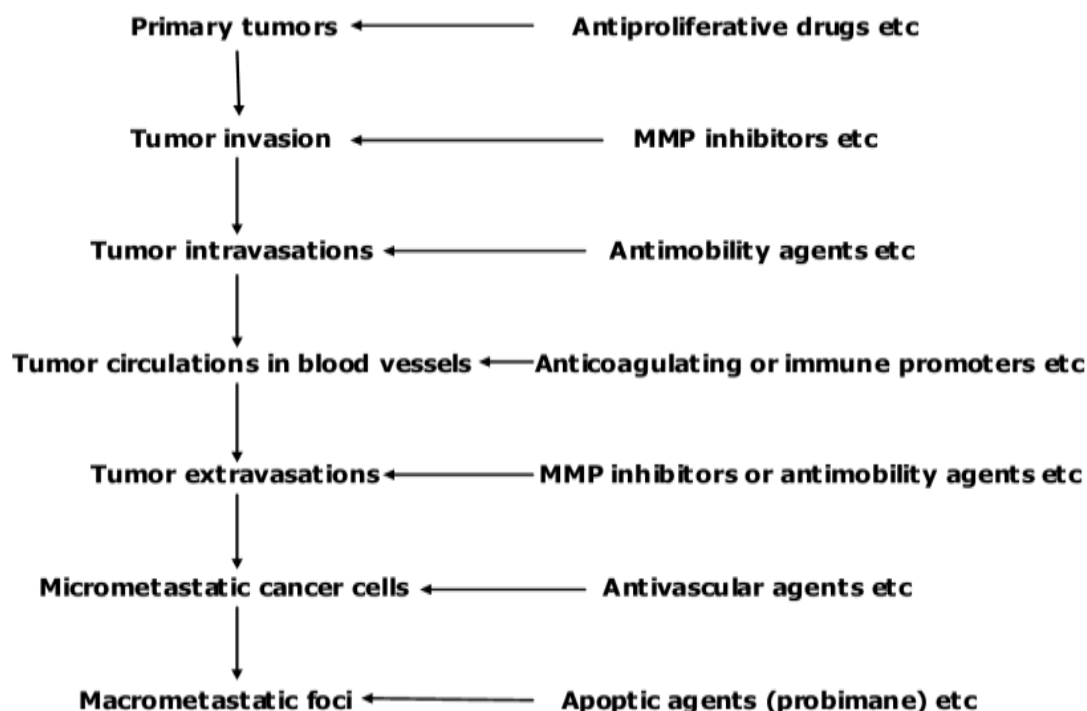 Primary tumors
Antiproliferative drugs etc
Tumor invasion
MMP inhibitors etc
Tumor intravasations
Antimobility agents etc
Tumor circulations in blood vessels
Anticoagulating or immune promoters etc
Tumor extravasations
MMP inhibitors or antimobility agents etc
Micrometastatic cancer cells
Antivascular agents etc
Macrometastatic foci
Apoptic agents (probimane) etc